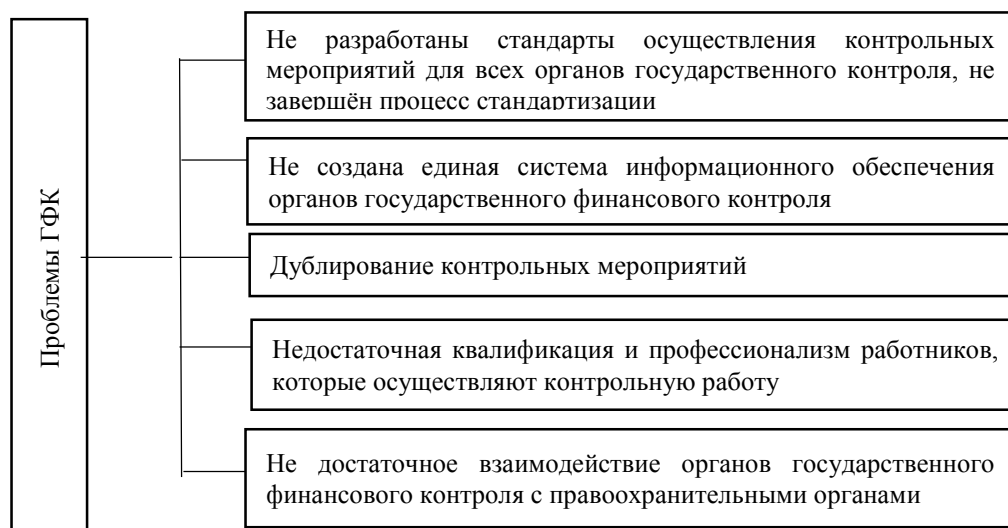 Проблемы ГФК
Не разработаны стандарты осуществления контрольных
мероприятий для всех органов государственного контроля, не
завершён процесс стандартизации
Не создана единая система информационного обеспечения
органов государственного финансового контроля
Дублирование контрольных мероприятий
Недостаточная квалификация и профессионализм работников,
которые осуществляют контрольную работу
Не достаточное взаимодействие органов государственного
финансового контроля с правоохранительными органами